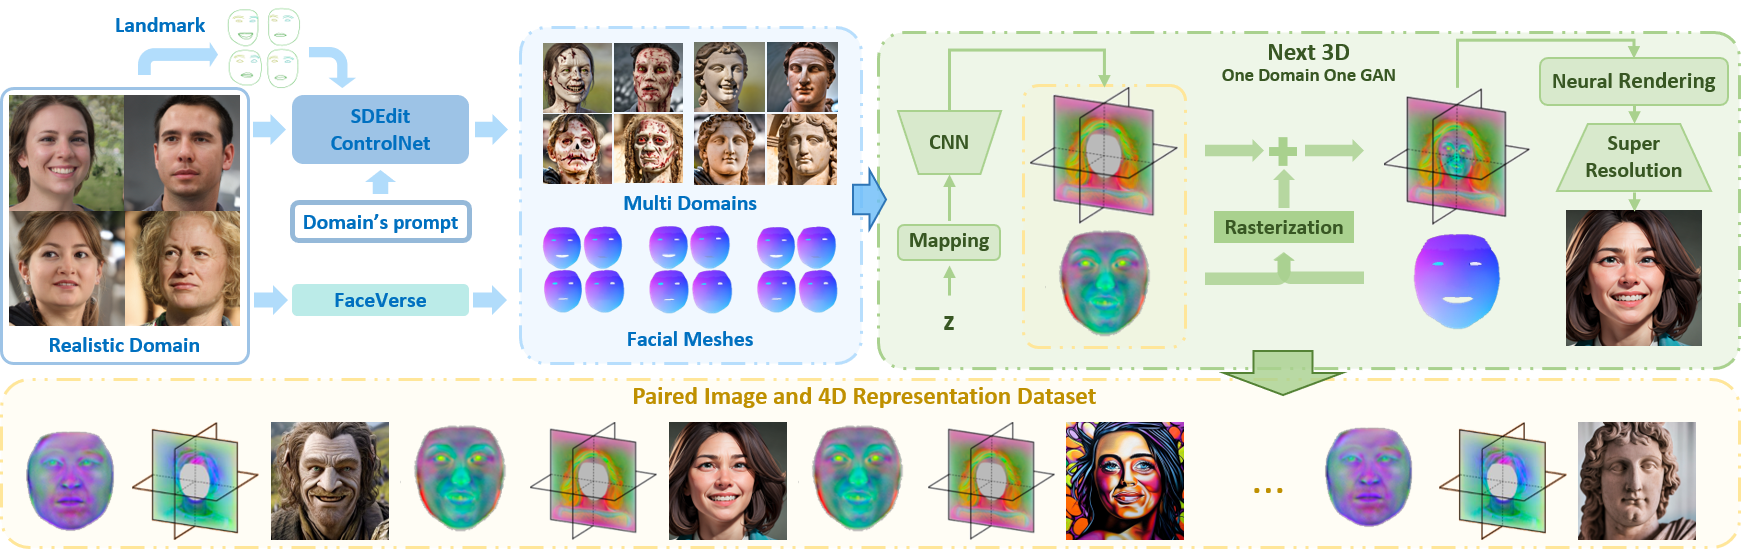 Landmark
SDEdit
ControlNet
Domain's prompt
FaceVerse
Realistic Domain
Multi Domains
Facial Meshes
Next 3D
One Domain One GAN
CNN
Mapping
z
Rasterization
Neural Rendering
Super
Resolution
Paired Image and 4D Representation Dataset
...